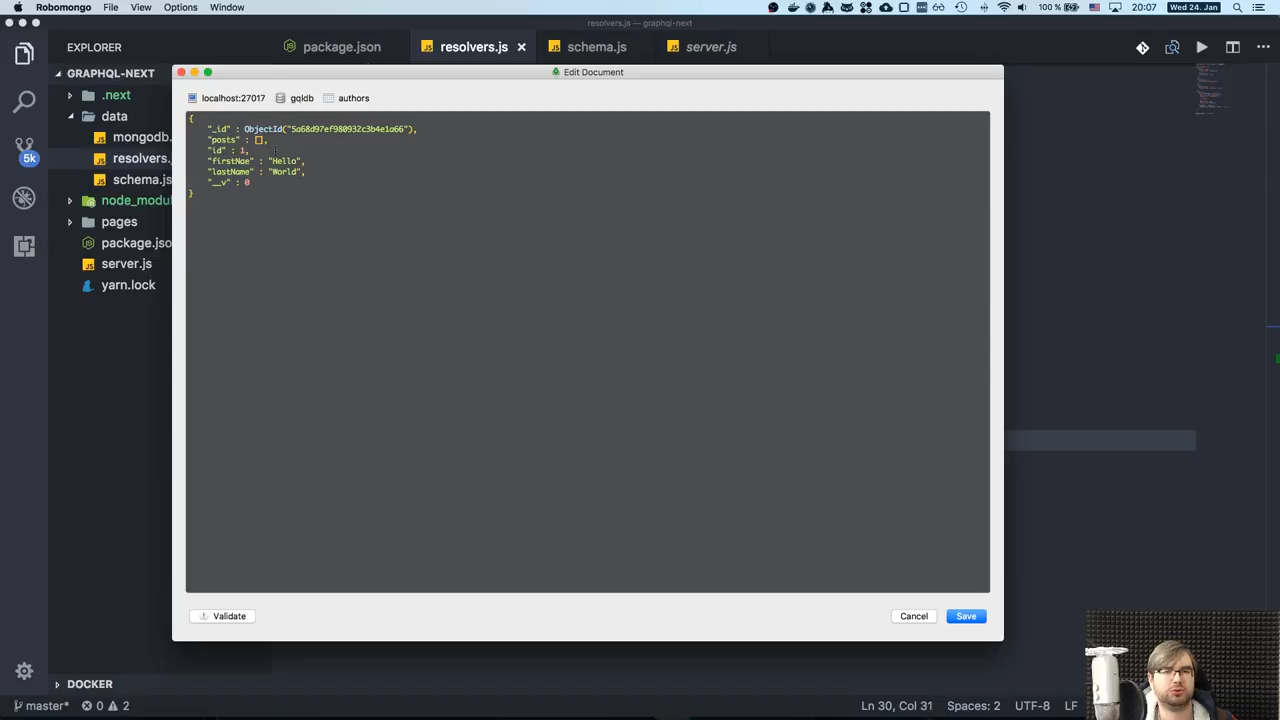 Robomongo File View Options Window 100 % 20:07 Wed 24. Jan
resolvers.js — graphql-next
EXPLORER package.json resolvers.js schema.js server.js
GRAPHQL-NEXT
.next
data
mongodb.
resolvers.
schema.js
node_modul
pages
package.jso
server.js
yarn.lock
5k
Edit Document
localhost:27017 gqldb authors
{
"_id" : ObjectId("5a68d97ef980932c3b4e1a66"),
"posts" : [],
"id" : 1,
"firstNae" : "Hello",
"lastName" : "World",
"__v" : 0
}
Validate Cancel Save
DOCKER
master* 0 2 Ln 30, Col 31 Spaces: 2 UTF-8 LF